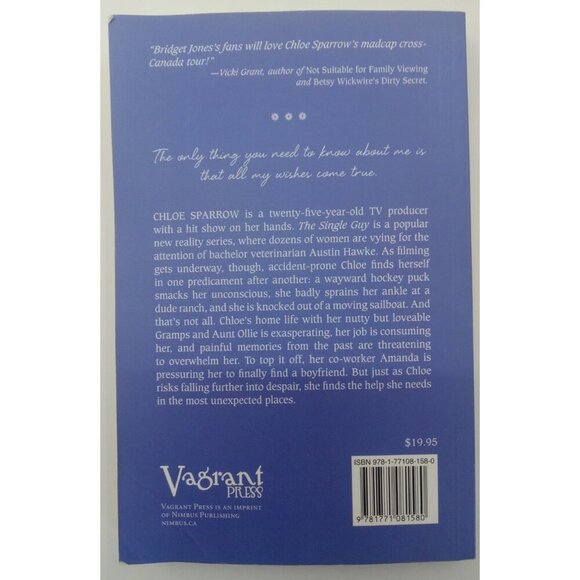 “Bridget Jones’s fans will love Chloe Sparrow’s madcap cross-
Canada tour!”
—Vicki Grant, author of Not Suitable for Family Viewing
and Betsy Wickwire’s Dirty Secret.
The only thing you need to know about me is
that all my wishes come true.
CHLOE SPARROW is a twenty-five-year-old TV producer
with a hit show on her hands. The Single Guy is a popular
new reality series, where dozens of women are vying for the
attention of bachelor veterinarian Austin Hawke. As filming
gets underway, though, accident-prone Chloe finds herself
in one predicament after another: a wayward hockey puck
smacks her unconscious, she badly sprains her ankle at a
dude ranch, and she is knocked out of a moving sailboat. And
that’s not all. Chloe’s home life with her nutty but loveable
Gramps and Aunt Ollie is exasperating, her job is consuming
her, and painful memories from the past are threatening
to overwhelm her. To top it off, her co-worker Amanda is
pressuring her to finally find a boyfriend. But just as Chloe
risks falling further into despair, she finds the help she needs
in the most unexpected places.
$19.95
ISBN 978-1-77108-158-0
9 781771 081580
Vagrant
PRESS
VAGRANT PRESS IS AN IMPRINT
OF NIMBUS PUBLISHING
NIMBUS.CA